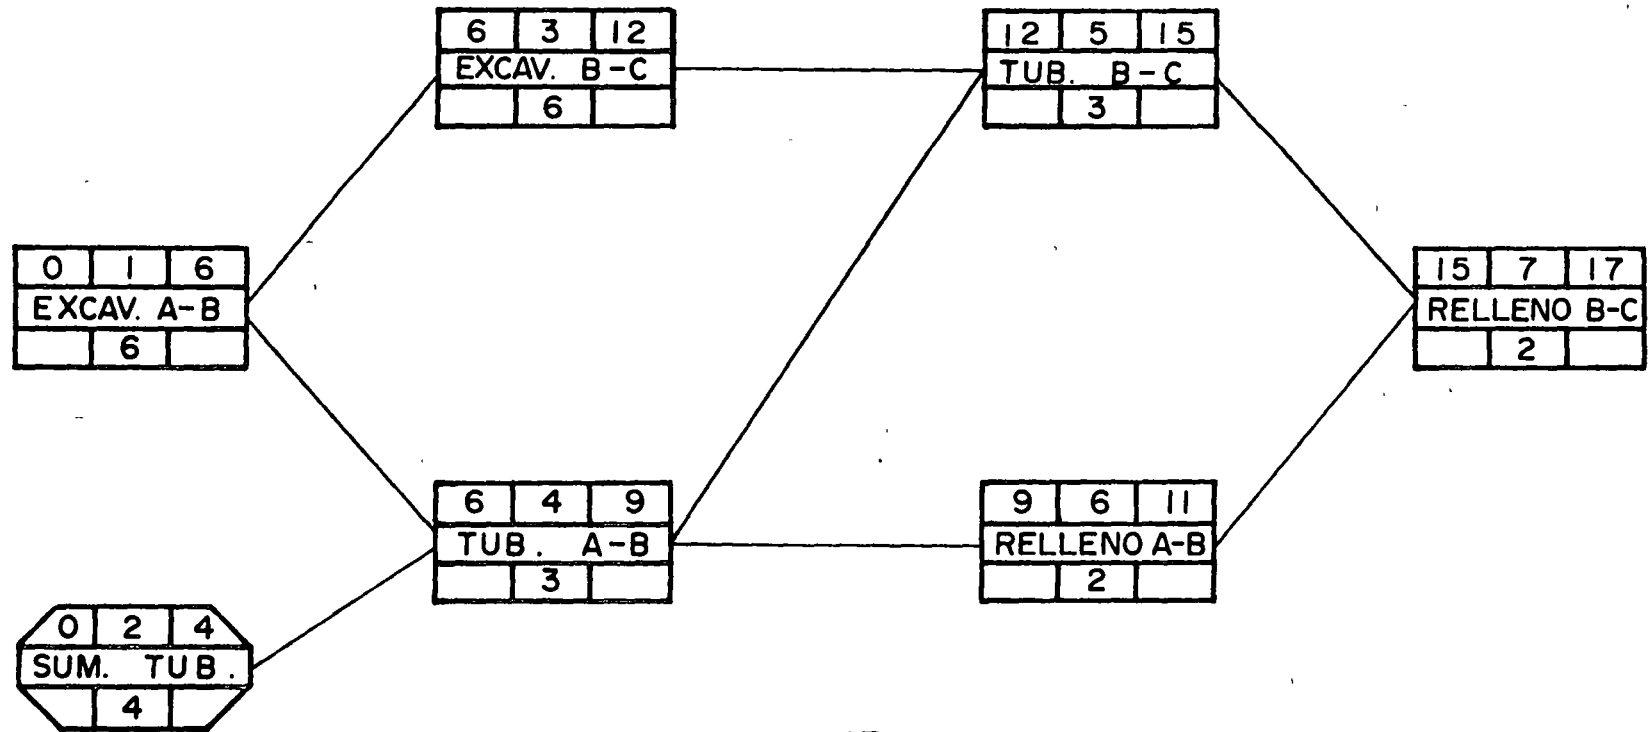 6 3 12
EXCAV. B-C
6
12 5 15
TUB. B-C
3
0 1 6
EXCAV. A-B
6
15 7 17
RELLENO B-C
2
6 4 9
TUB. A-B
3
9 6 11
RELLENO A-B
2
0 2 4
SUM. TUB.
4